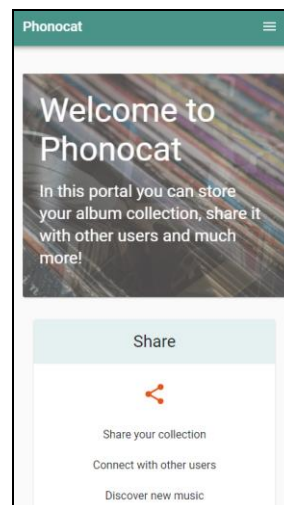 Phonocat
Welcome to
Phonocat
In this portal you can store
your album collection, share it
with other users and much
more!
Share
Share your collection
Connect with other users
Discover new music